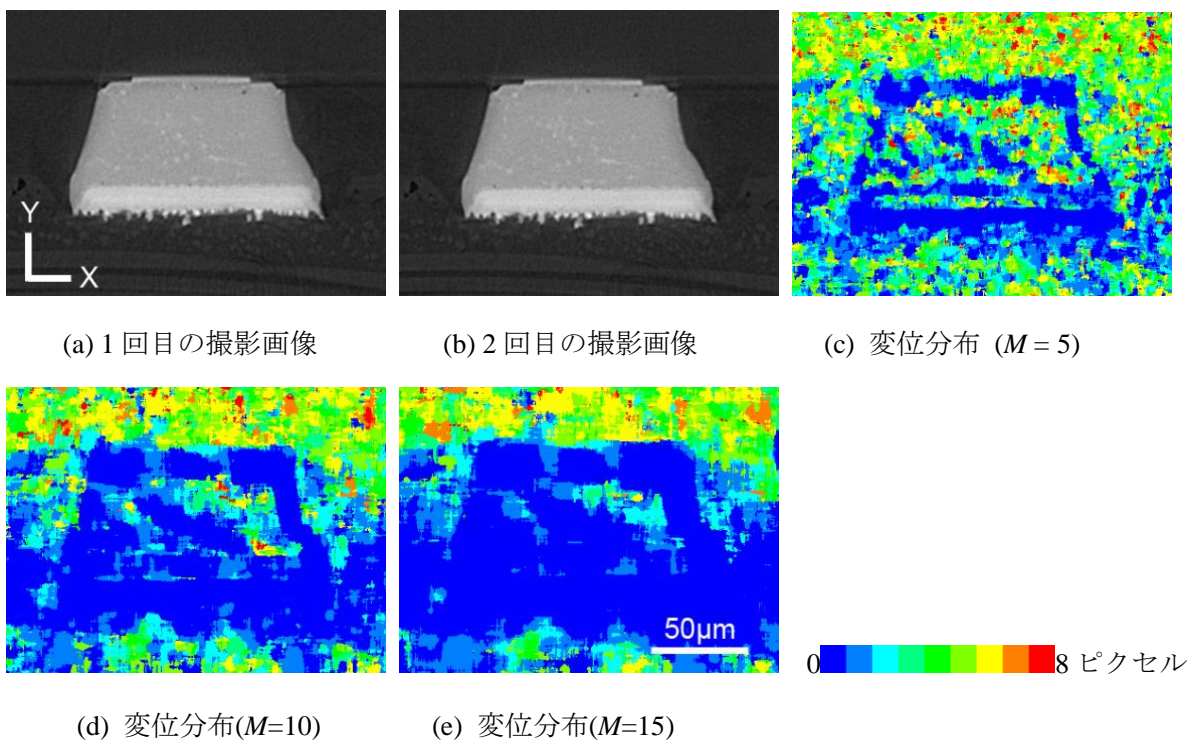 Y
X
(a) 1 回目の撮影画像
(b) 2 回目の撮影画像
(c) 変位分布 (M = 5)
50μm
0
8 ピクセル
(d) 変位分布(M=10)
(e) 変位分布(M=15)